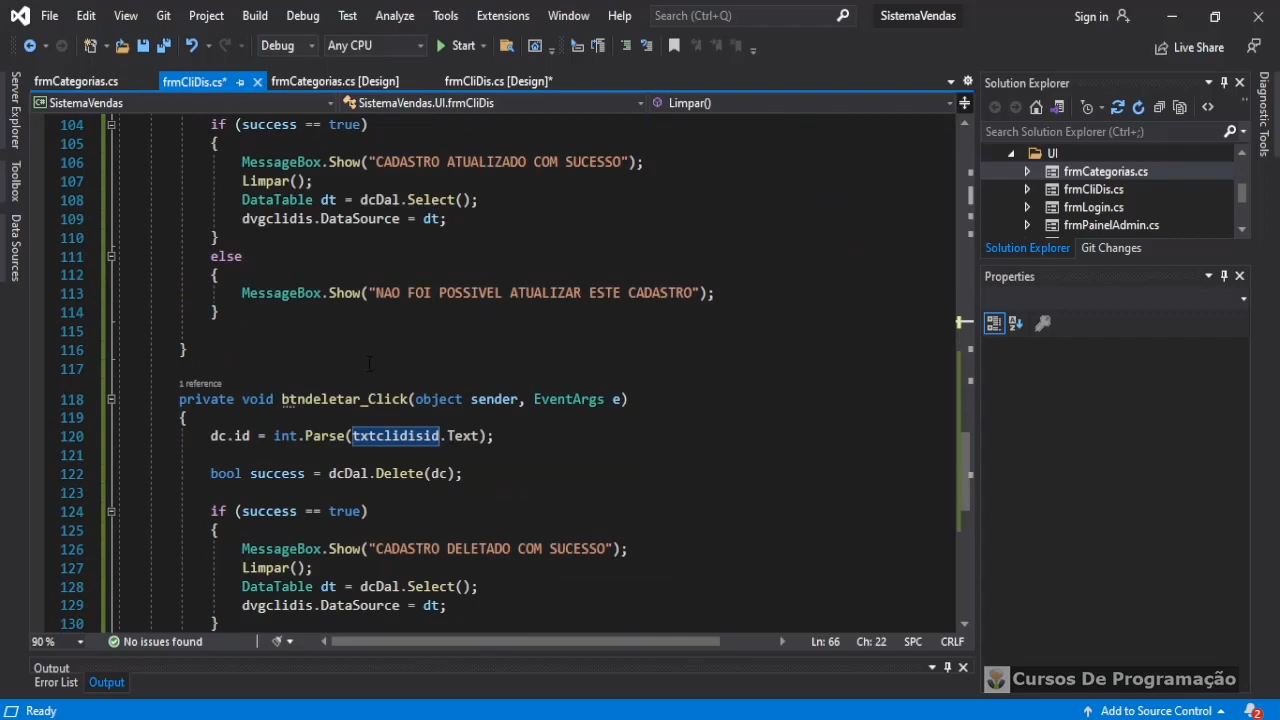 File Edit View Git Project Build Debug Test Analyze Tools Extensions Window Help Search (Ctrl+Q) SistemaVendas Sign in
Debug Any CPU Start Live Share
frmCategorias.cs frmCliDis.cs* frmCategorias.cs [Design] frmCliDis.cs [Design]*
SistemaVendas SistemaVendas.UI.frmCliDis Limpar()
Server Explorer
Toolbox
Data Sources
104 if (success == true)
105 {
106 MessageBox.Show("CADASTRO ATUALIZADO COM SUCESSO");
107 Limpar();
108 DataTable dt = dcDal.Select();
109 dvgclidis.DataSource = dt;
110 }
111 else
112 {
113 MessageBox.Show("NAO FOI POSSIVEL ATUALIZAR ESTE CADASTRO");
114 }
115
116 }
117
1 reference
118 private void btndeletar_Click(object sender, EventArgs e)
119 {
120 dc.id = int.Parse(txtclidisid.Text);
121
122 bool success = dcDal.Delete(dc);
123
124 if (success == true)
125 {
126 MessageBox.Show("CADASTRO DELETADO COM SUCESSO");
127 Limpar();
128 DataTable dt = dcDal.Select();
129 dvgclidis.DataSource = dt;
130 }
90 % No issues found Ln: 66 Ch: 22 SPC CRLF
Output
Error List Output
Solution Explorer
Search Solution Explorer (Ctrl+;)
UI
frmCategorias.cs
frmCliDis.cs
frmLogin.cs
frmPainelAdmin.cs
Solution Explorer Git Changes
Properties
Diagnostic Tools
Cursos De Programação
Ready Add to Source Control 2